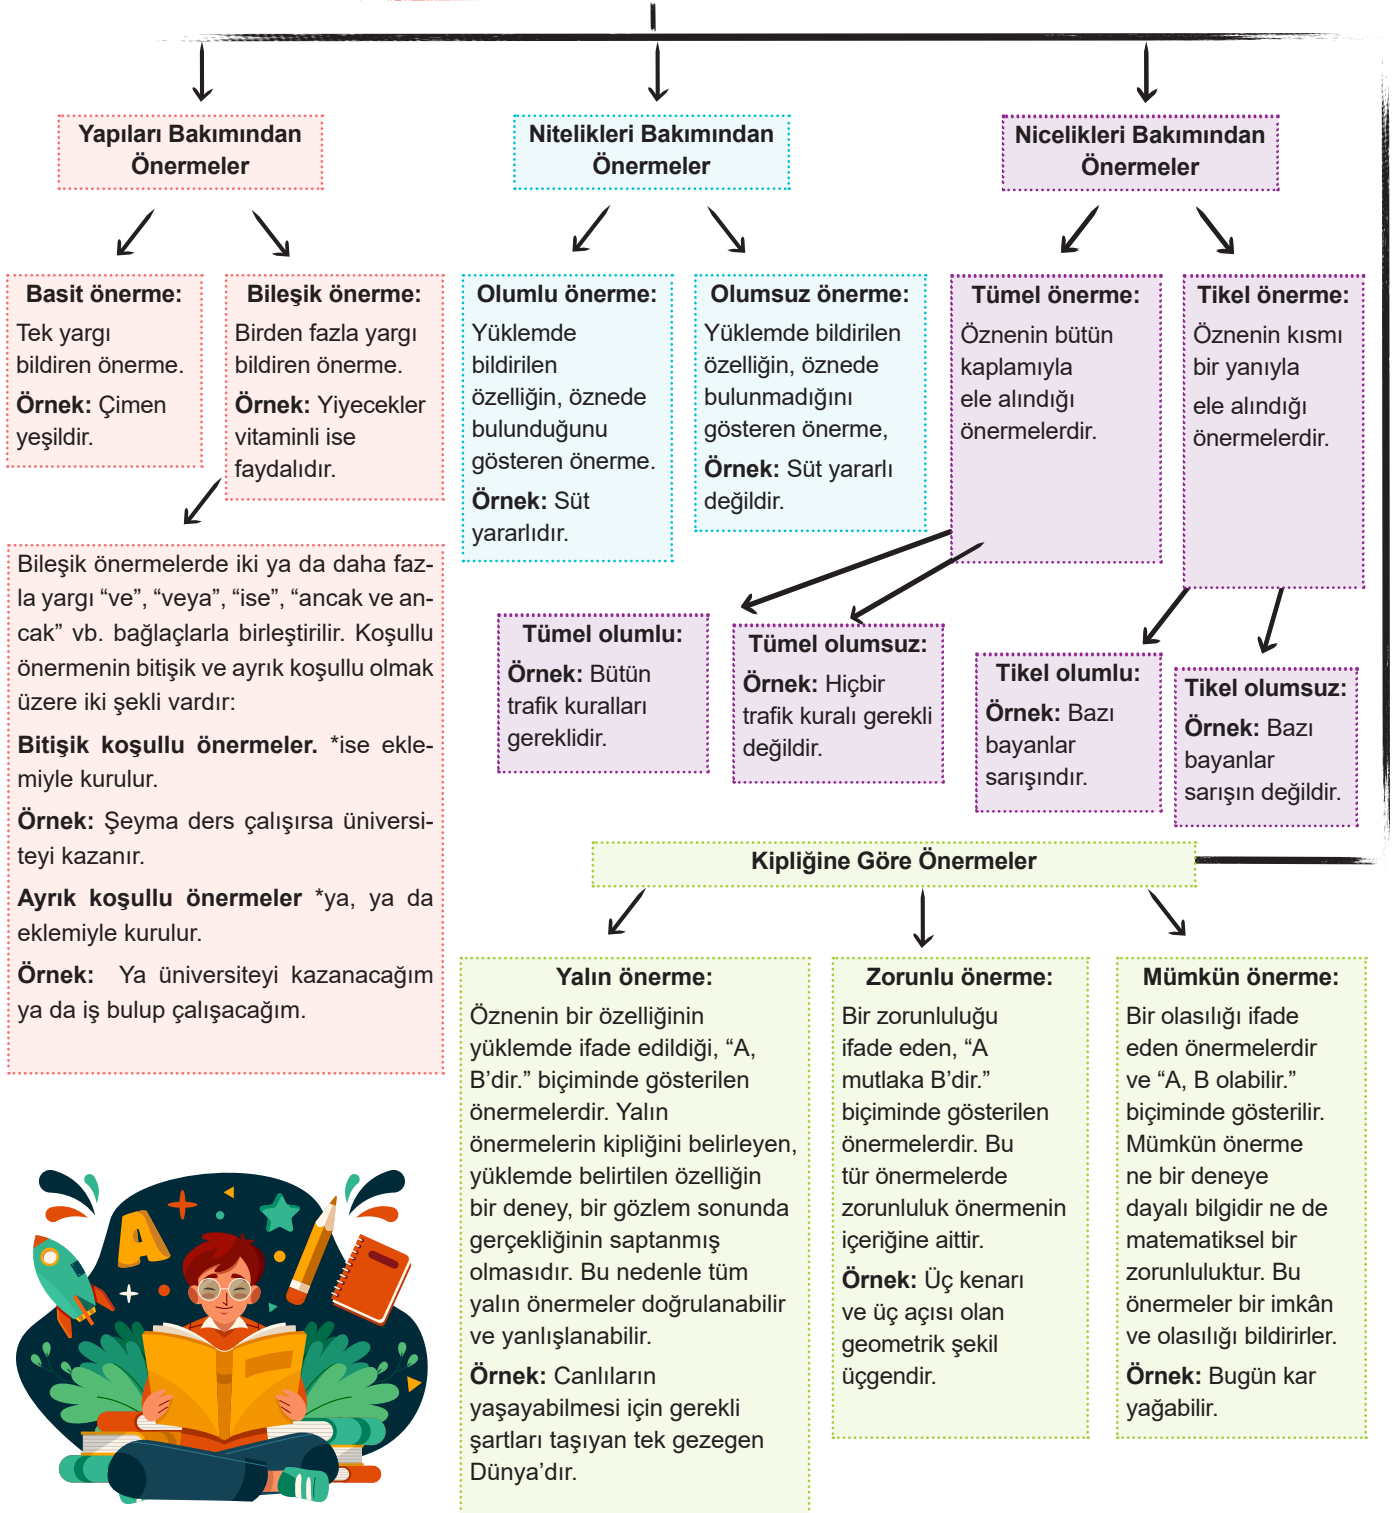 Yapıları Bakımından
Önermeler
Nitelikleri Bakımından
Önermeler
Nicelikleri Bakımından
Önermeler
Basit önerme:
Tek yargı
bildiren önerme.
Örnek: Çimen
yeşildir.
Bileşik önerme:
Birden fazla yargı
bildiren önerme.
Örnek: Yiyecekler
vitaminli ise
faydalıdır.
Olumlu önerme:
Yüklemde
bildirilen
özelliğin, öznede
bulunduğunu
gösteren önerme.
Örnek: Süt
yararlıdır.
Olumsuz önerme:
Yüklemde bildirilen
özelliğin, öznede
bulunmadığını
gösteren önerme,
Örnek: Süt yararlı
değildir.
Tümel önerme:
Öznenin bütün
kaplamıyla
ele alındığı
önermelerdir.
Tikel önerme:
Öznenin kısmı
bir yanıyla
ele alındığı
önermelerdir.
Bileşik önermelerde iki ya da daha faz-
la yargı “ve”, “veya”, “ise”, “ancak ve an-
cak” vb. bağlaçlarla birleştirilir. Koşullu
önermenin bitişik ve ayrık koşullu olmak
üzere iki şekli vardır:
Bitişik koşullu önermeler. *ise ekle-
miyle kurulur.
Örnek: Şeyma ders çalışırsa üniversi-
teyi kazanır.
Ayrık koşullu önermeler *ya, ya da
eklemiyle kurulur.
Örnek: Ya üniversiteyi kazanacağım
ya da iş bulup çalışacağım.
Tümel olumlu:
Örnek: Bütün
trafik kuralları
gereklidir.
Tümel olumsuz:
Örnek: Hiçbir
trafik kuralı gerekli
değildir.
Tikel olumlu:
Örnek: Bazı
bayanlar
sarışındır.
Tikel olumsuz:
Örnek: Bazı
bayanlar
sarışın değildir.
Kipliğine Göre Önermeler
Yalın önerme:
Öznenin bir özelliğinin
yüklemde ifade edildiği, “A,
B’dir.” biçiminde gösterilen
önermelerdir. Yalın
önermelerin kipliğini belirleyen,
yüklemde belirtilen özelliğin
bir deney, bir gözlem sonunda
gerçekliğinin saptanmış
olmasıdır. Bu nedenle tüm
yalın önermeler doğrulanabilir
ve yanlışlanabilir.
Örnek: Canlıların
yaşayabilmesi için gerekli
şartları taşıyan tek gezegen
Dünya’dır.
Zorunlu önerme:
Bir zorunluluğu
ifade eden, “A
mutlaka B’dir.”
biçiminde gösterilen
önermelerdir. Bu
tür önermelerde
zorunluluk önermenin
içeriğine aittir.
Örnek: Üç kenarı
ve üç açısı olan
geometrik şekil
üçgendir.
Mümkün önerme:
Bir olasılığı ifade
eden önermelerdir
ve “A, B olabilir.”
biçiminde gösterilir.
Mümkün önerme
ne bir deneye
dayalı bilgidir ne de
matematiksel bir
zorunluluktur. Bu
önermeler bir imkân
ve olasılığı bildirirler.
Örnek: Bugün kar
yağabilir.
A